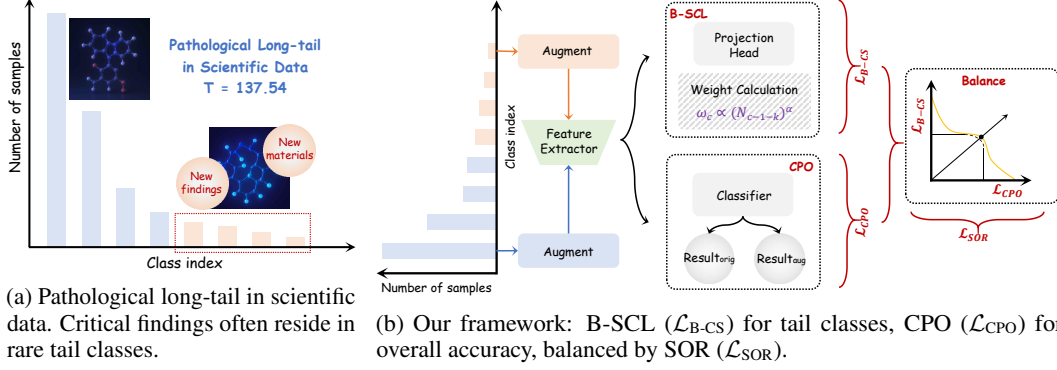 Number of samples
Pathological Long-tail
in Scientific Data
T = 137.54
New
materials
New
findings
Class index
(a) Pathological long-tail in scientific
data. Critical findings often reside in
rare tail classes.
Class index
Number of samples
Augment
Feature
Extractor
Augment
B-SCL
Projection
Head
Weight Calculation
ω_c ∝ (N_{c-1-k})^α
CPO
Classifier
Result_orig
Result_aug
ℒ_{B-CS}
ℒ_{CPO}
Balance
ℒ_{B-CS}
ℒ_{CPO}
ℒ_{SOR}
(b) Our framework: B-SCL (ℒ_{B-CS}) for tail classes, CPO (ℒ_{CPO}) for
overall accuracy, balanced by SOR (ℒ_{SOR}).